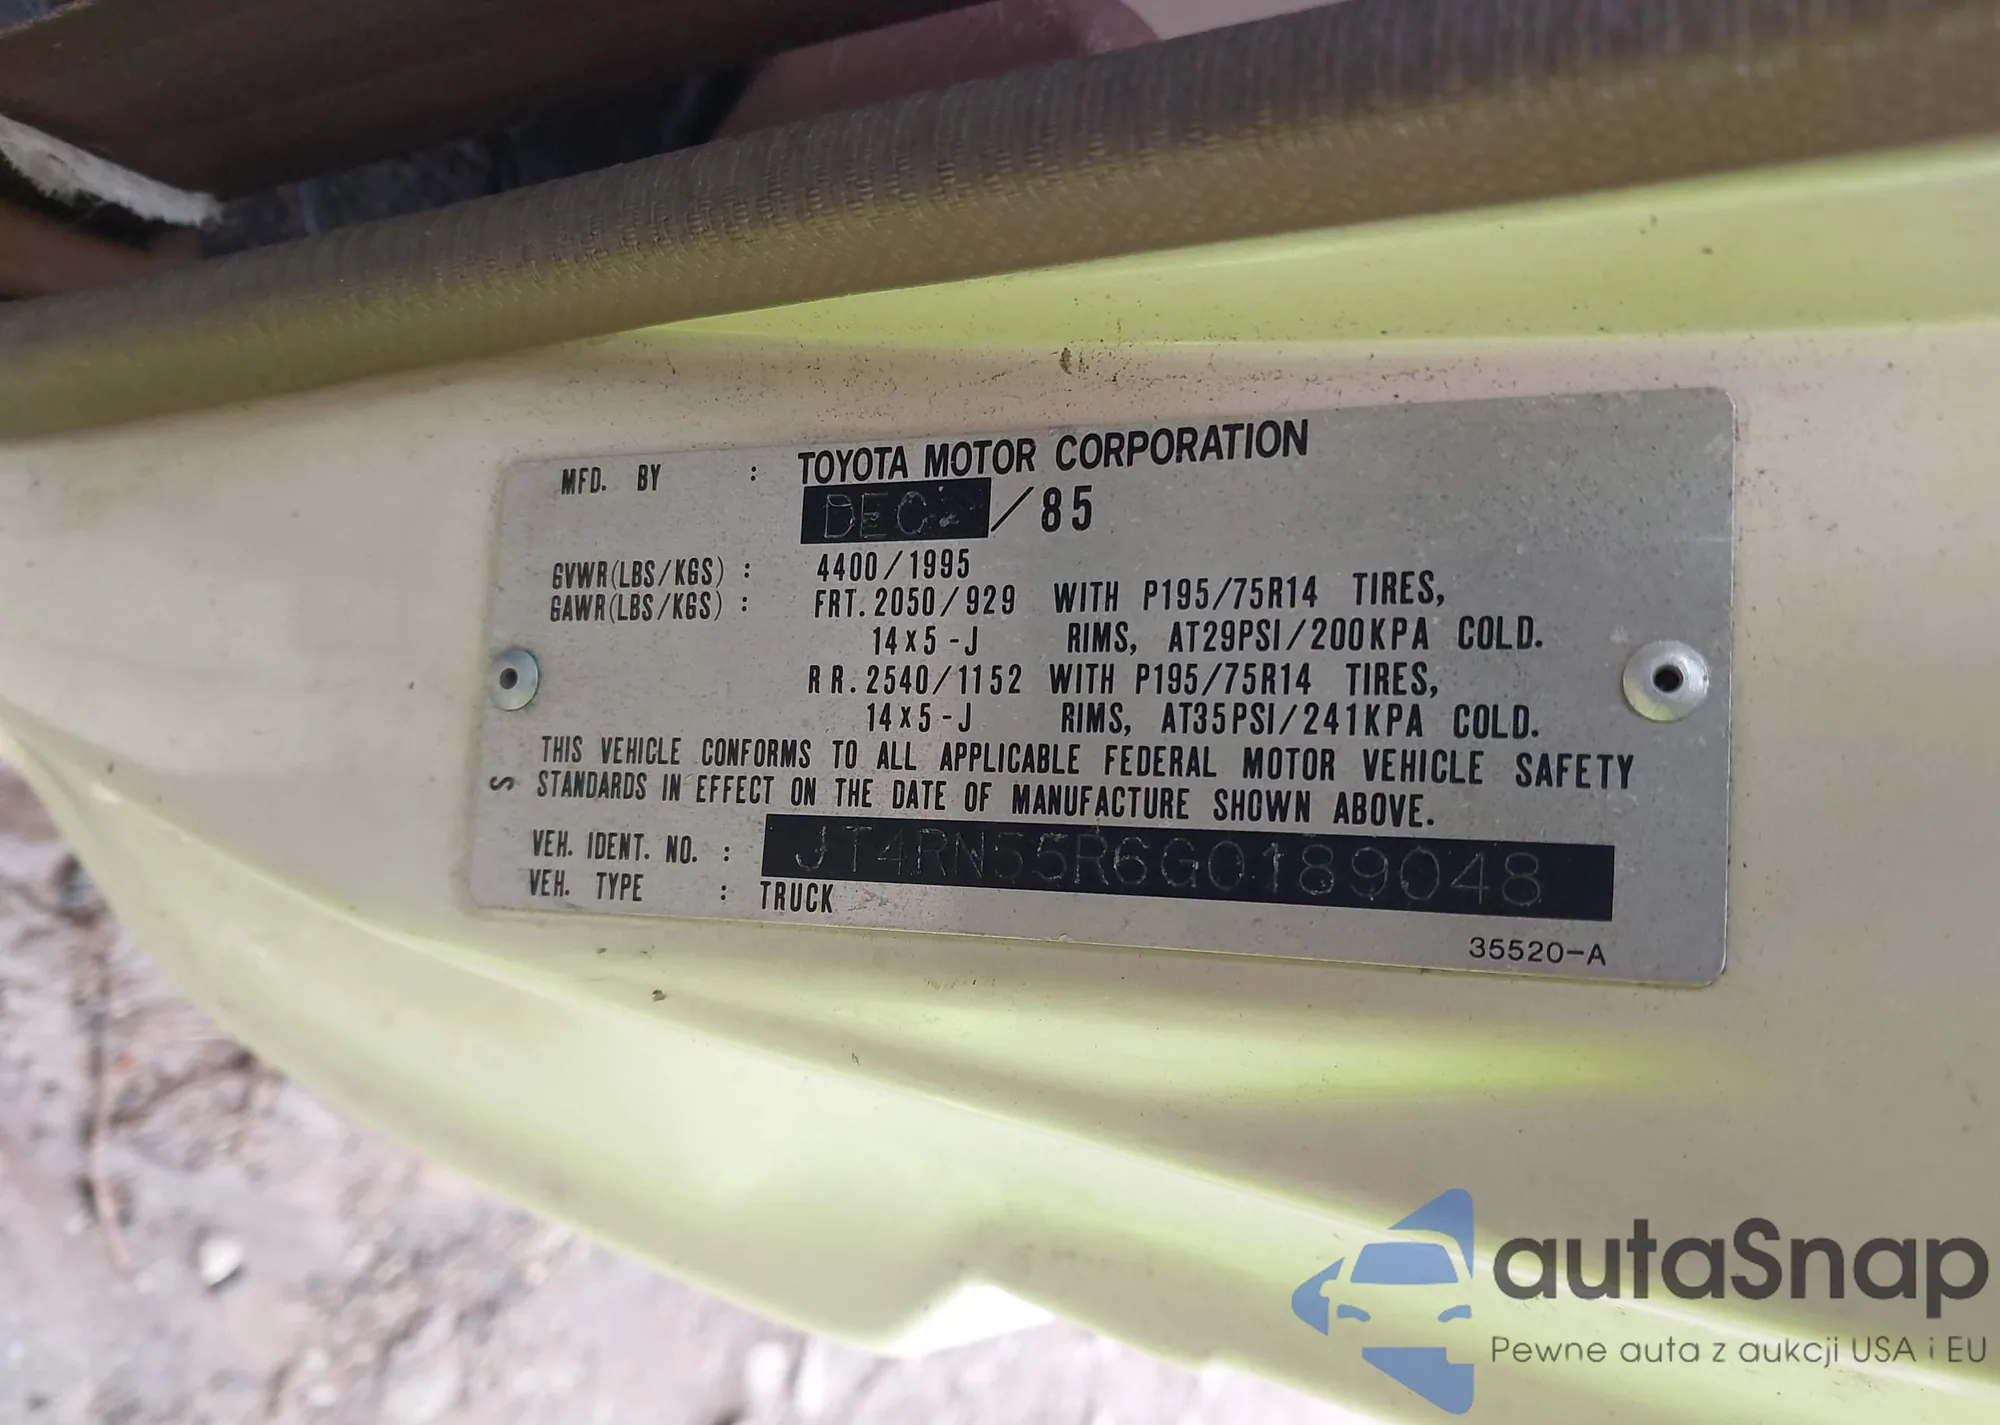 MFD. BY : TOYOTA MOTOR CORPORATION
DEC. /85
GVWR(LBS/KGS) : 4400/1995
GAWR(LBS/KGS) : FRT.2050/929 WITH P195/75R14 TIRES,
14x5-J RIMS, AT29PSI/200KPA COLD.
RR.2540/1152 WITH P195/75R14 TIRES,
14x5-J RIMS, AT35PSI/241KPA COLD.
THIS VEHICLE CONFORMS TO ALL APPLICABLE FEDERAL MOTOR VEHICLE SAFETY
S STANDARDS IN EFFECT ON THE DATE OF MANUFACTURE SHOWN ABOVE.
VEH. IDENT. NO. : JT4RN55R6G0189048
VEH. TYPE : TRUCK
35520-A
autaSnap
Pewne auta z aukcji USA i EU